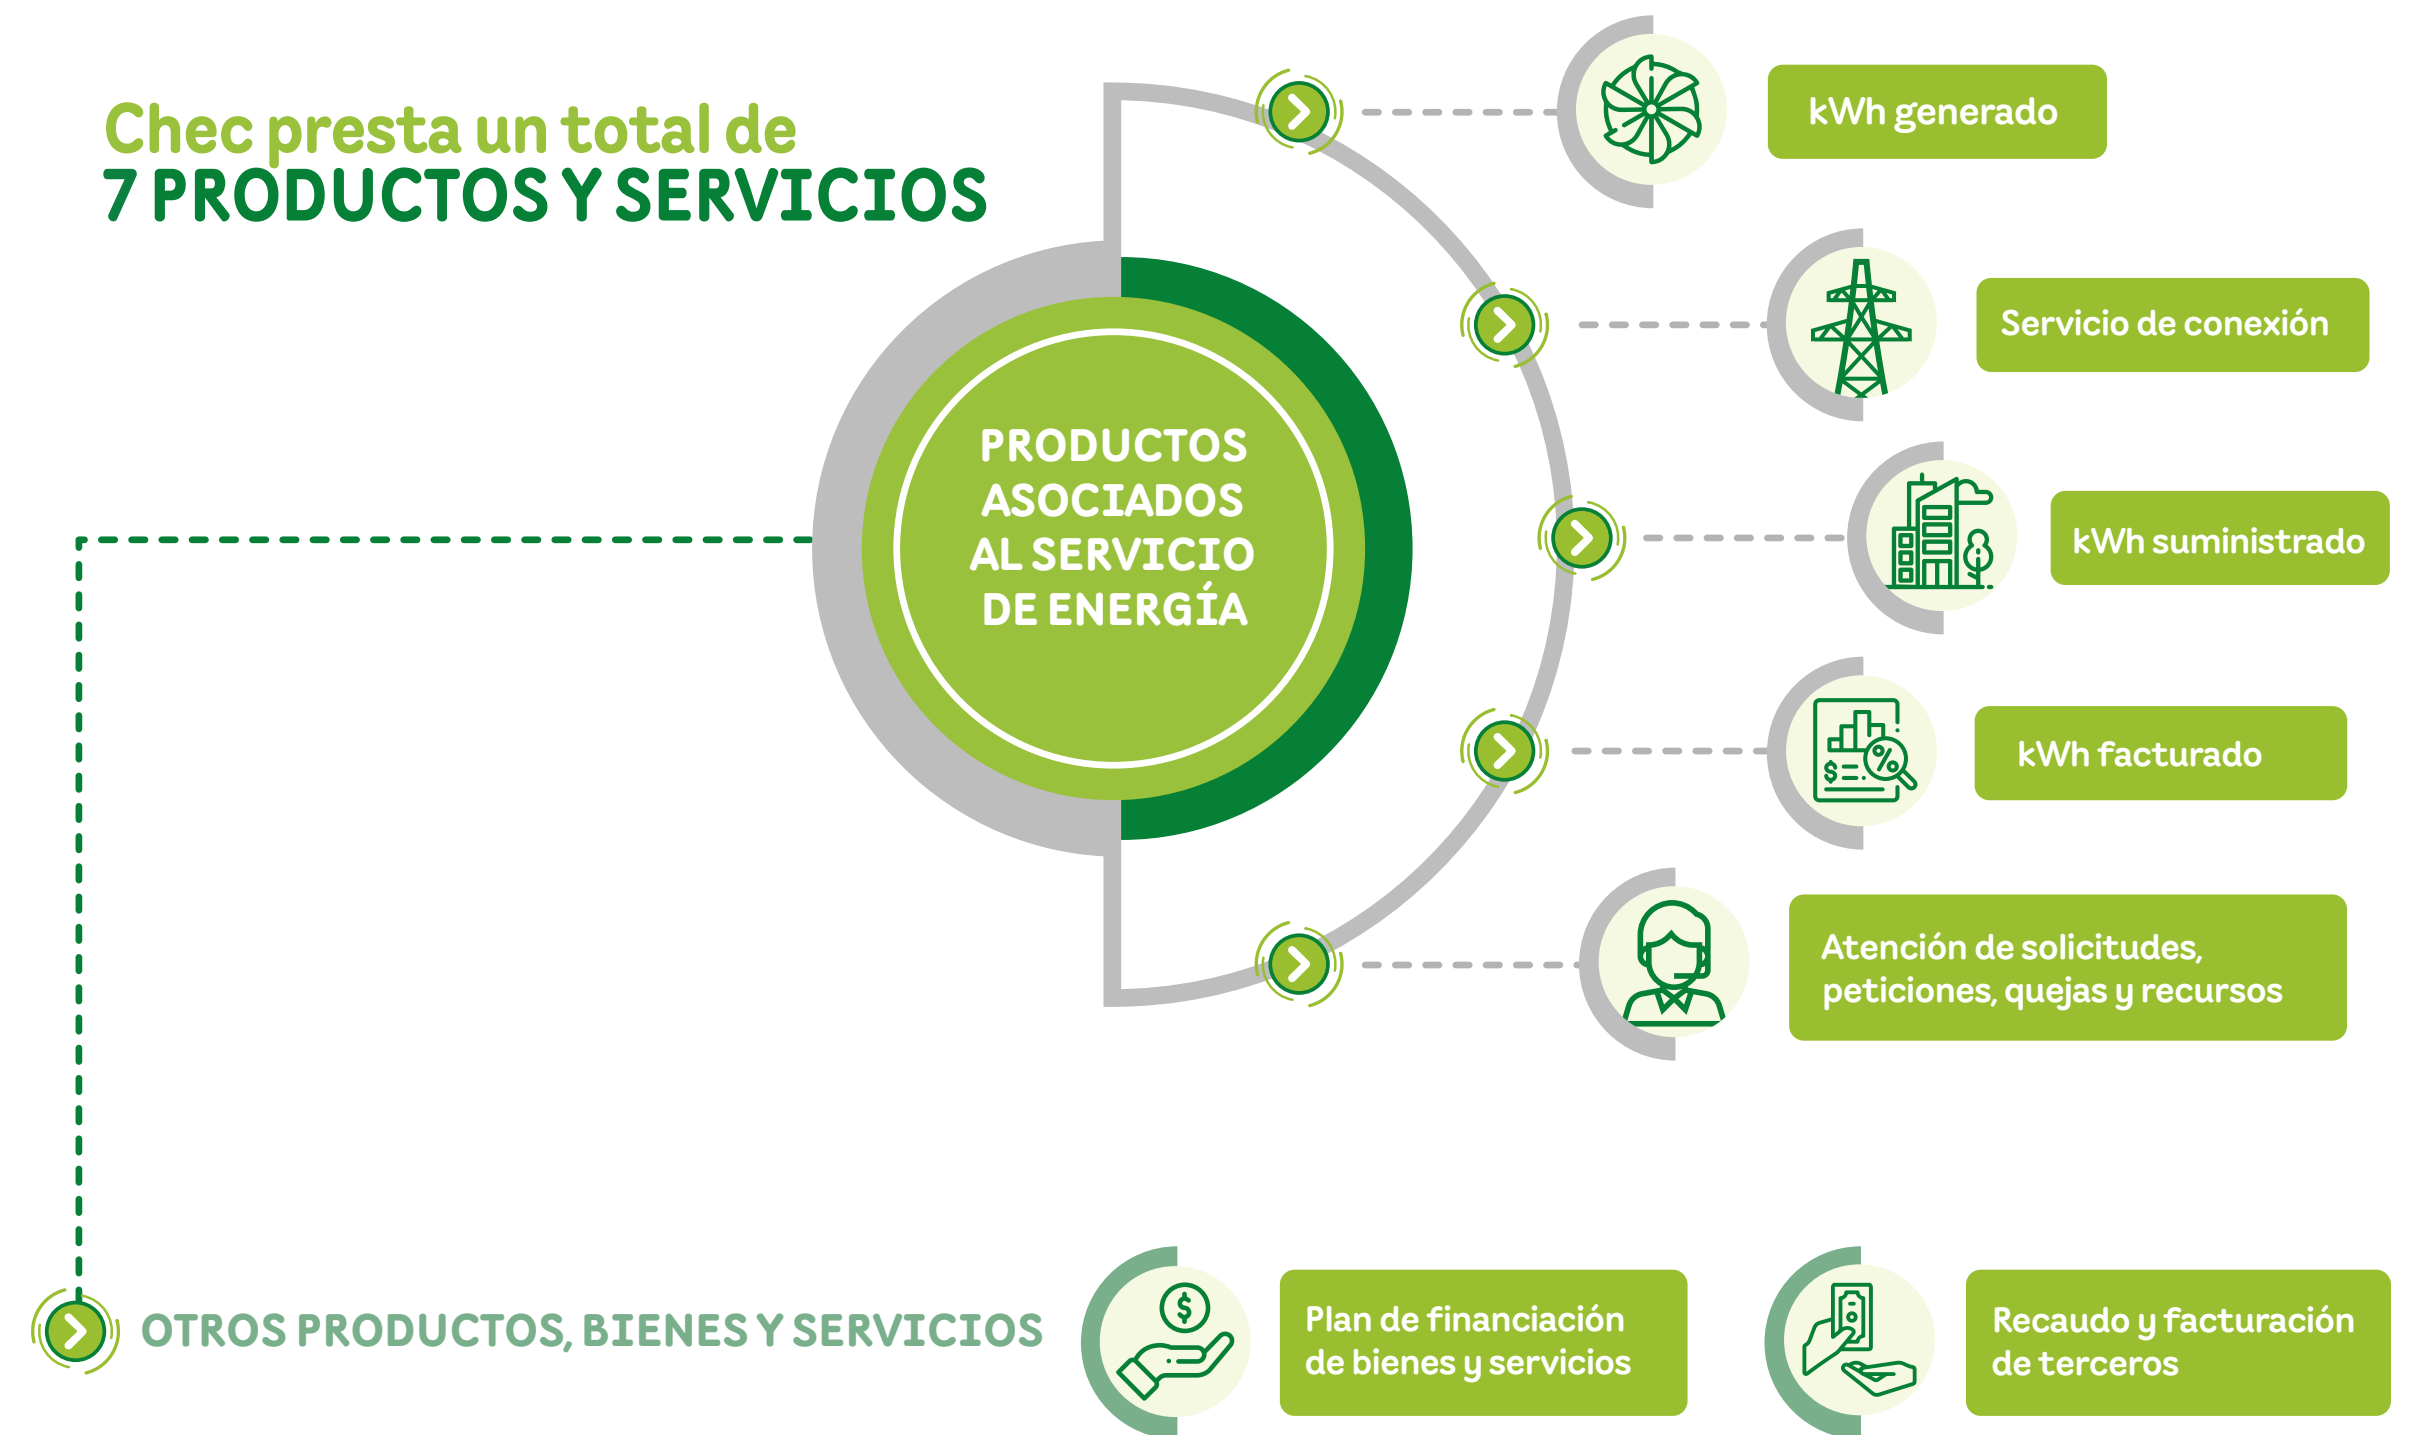 Chec presta un total de
7 PRODUCTOS Y SERVICIOS
PRODUCTOS
ASOCIADOS
AL SERVICIO
DE ENERGÍA
kWh generado
Servicio de conexión
kWh suministrado
kWh facturado
Atención de solicitudes,
peticiones, quejas y recursos
OTROS PRODUCTOS, BIENES Y SERVICIOS
Plan de financiación
de bienes y servicios
Recaudo y facturación
de terceros